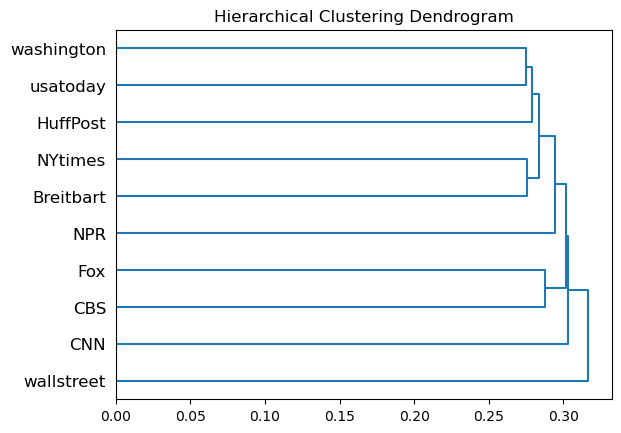 Hierarchical Clustering Dendrogram
washington
usatoday
HuffPost
NYtimes
Breitbart
NPR
Fox
CBS
CNN
wallstreet
0.00 0.05 0.10 0.15 0.20 0.25 0.30